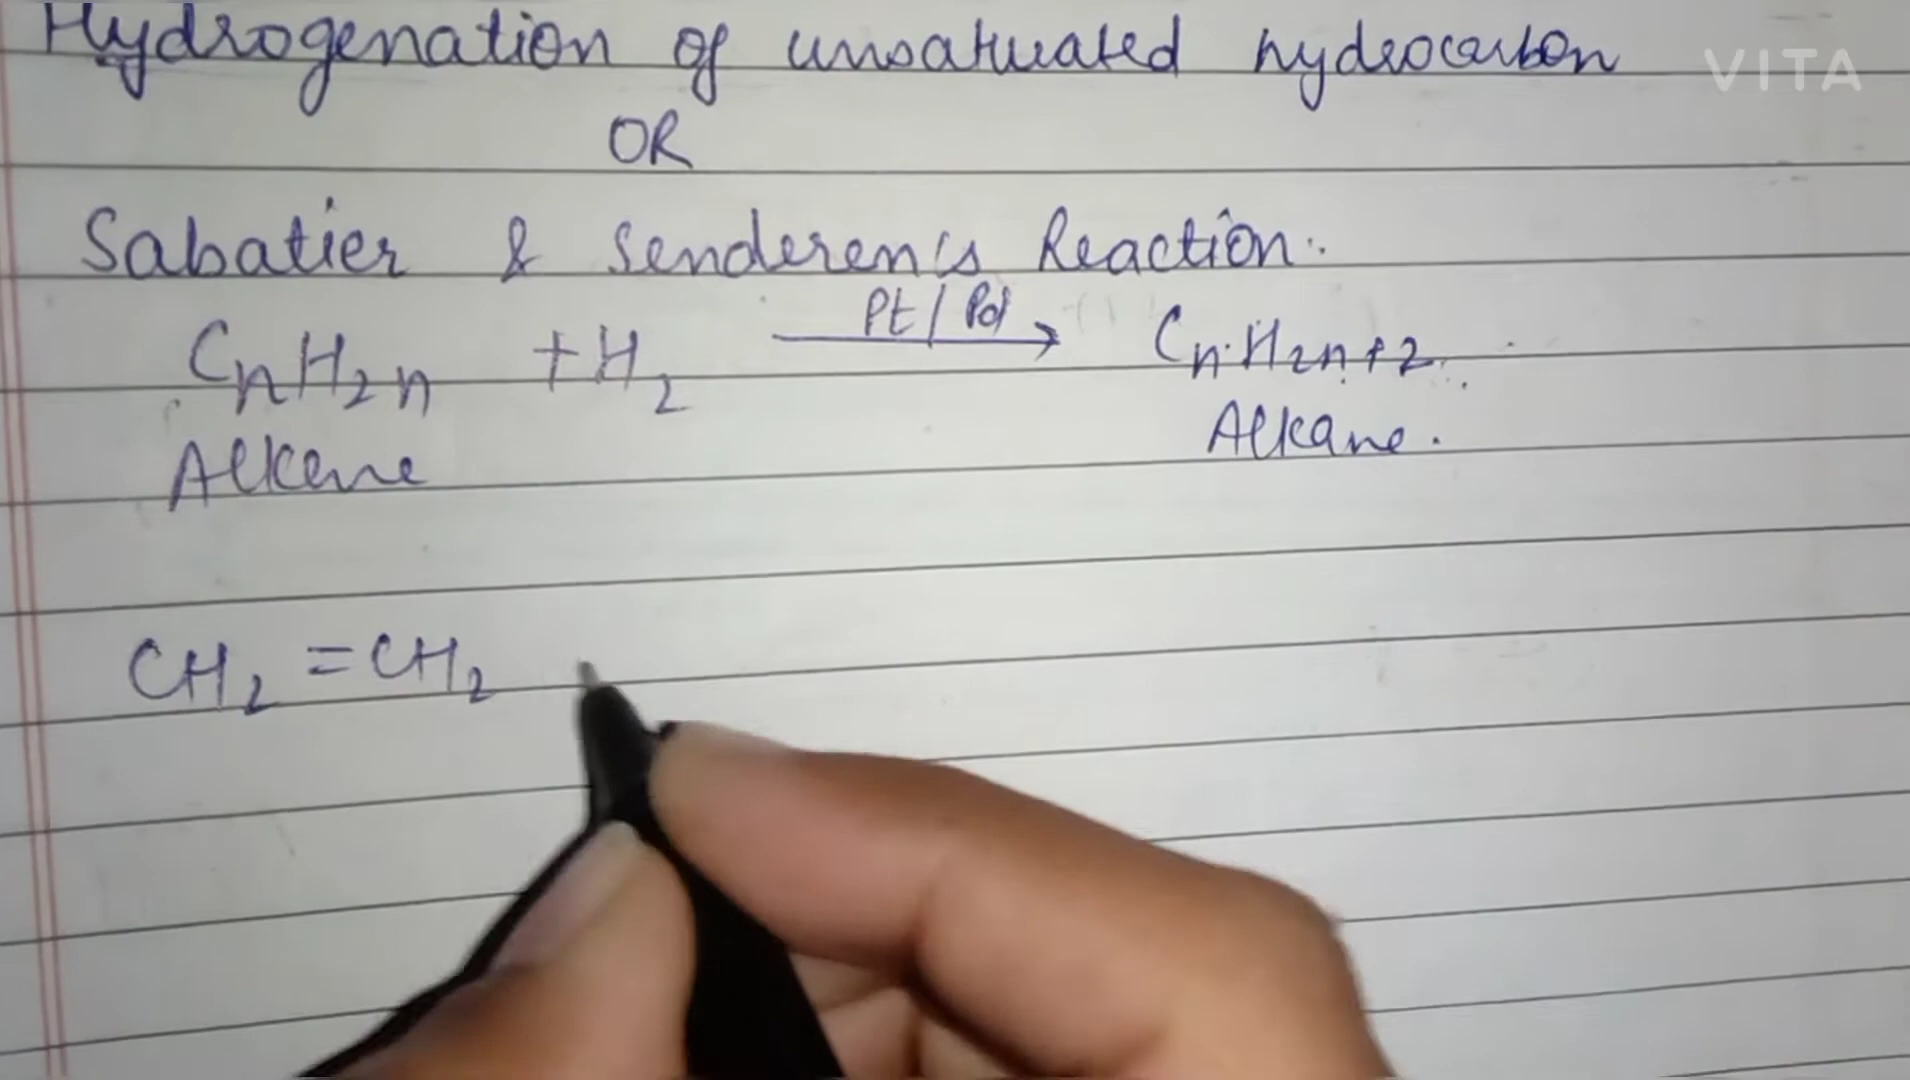 Hydrogenation of unsaturated hydrocarbon
VITA
OR
Sabatier & Senderen's Reaction.
CnH2n +H2 Pt/Pd → CnH2n+2
Alkene Alkane.
CH2 =CH2